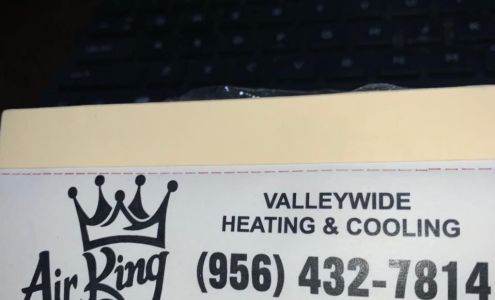 VALLEYWIDE
HEATING & COOLING
Air King
(956) 432-7814